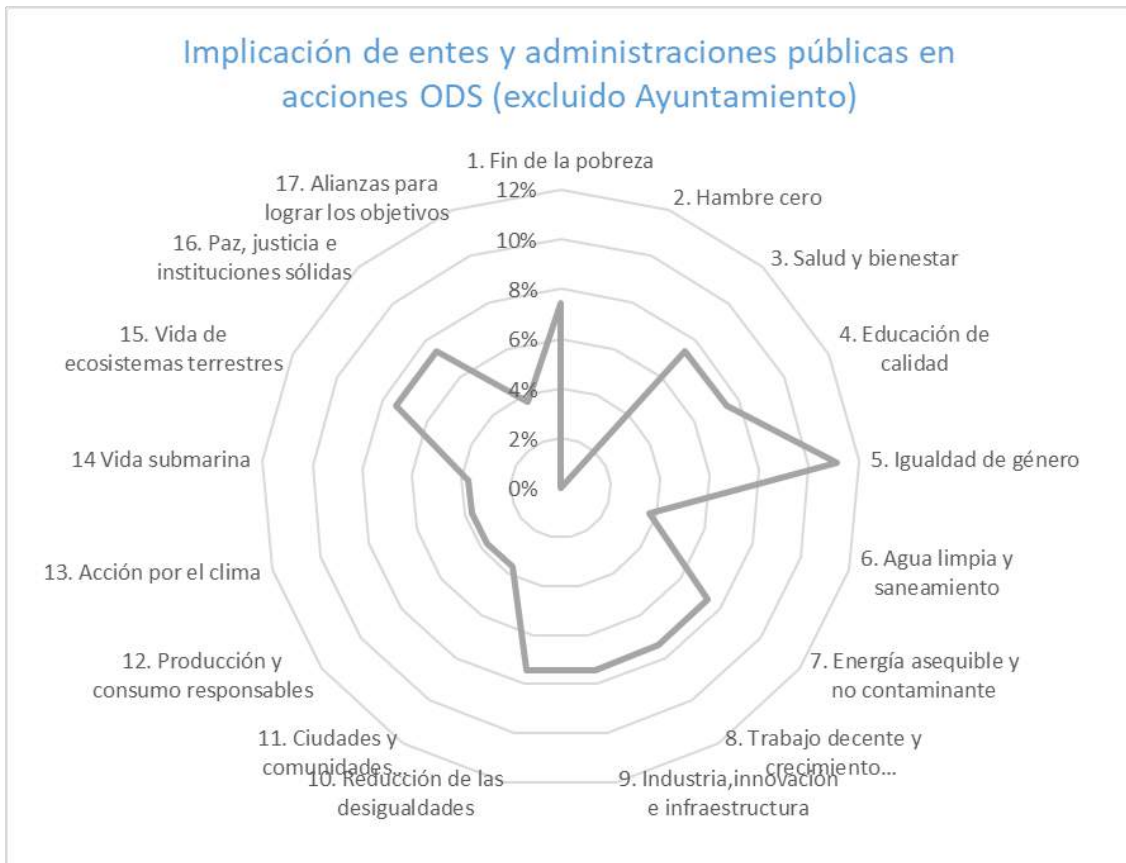 Implicación de entes y administraciones públicas en
acciones ODS (excluido Ayuntamiento)
1. Fin de la pobreza
2. Hambre cero
3. Salud y bienestar
4. Educación de
calidad
5. Igualdad de género
6. Agua limpia y
saneamiento
7. Energía asequible y
no contaminante
8. Trabajo decente y
crecimiento...
9. Industria,innovación
e infraestructura
10. Reducción de las
desigualdades
11. Ciudades y
comunidades...
12. Producción y
consumo responsables
13. Acción por el clima
14 Vida submarina
15. Vida de
ecosistemas terrestres
16. Paz, justicia e
instituciones sólidas
17. Alianzas para
lograr los objetivos
12%
10%
8%
6%
4%
2%
0%